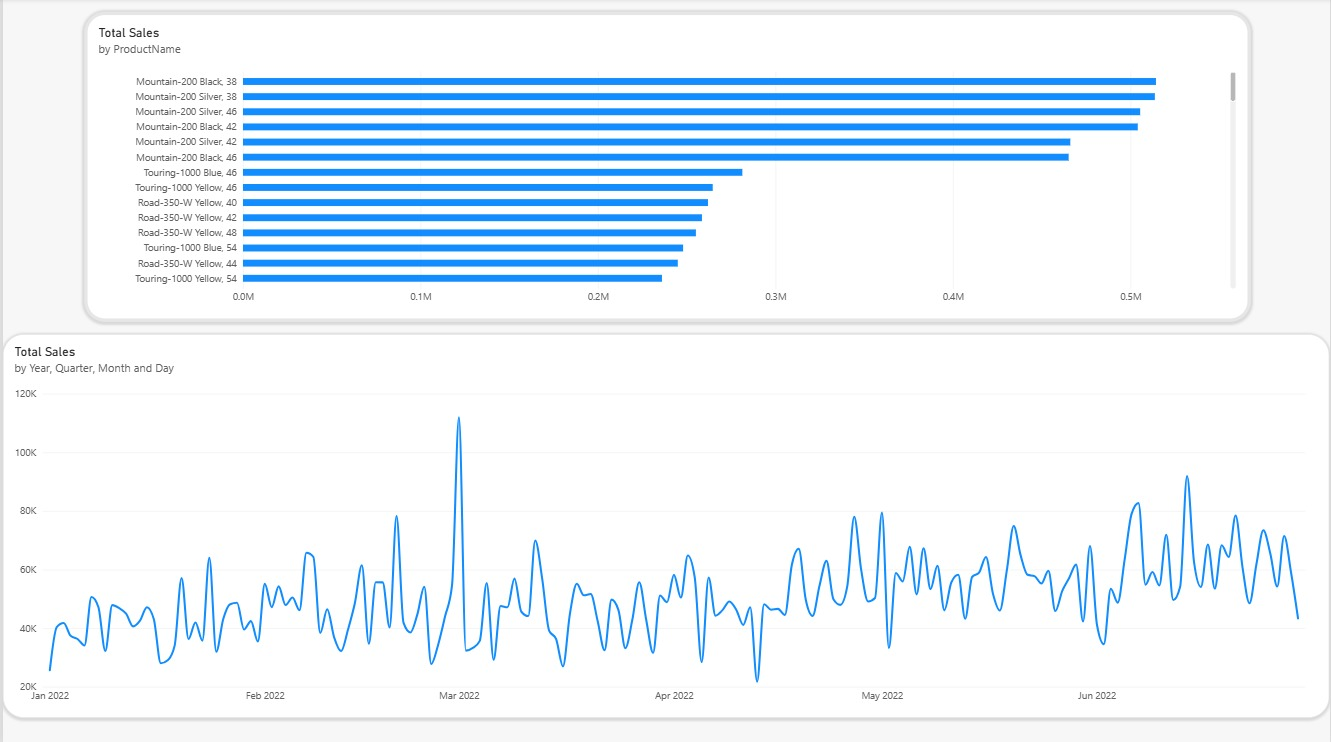 Total Sales
by ProductName
Mountain-200 Black, 38
Mountain-200 Silver, 38
Mountain-200 Silver, 46
Mountain-200 Black, 42
Mountain-200 Silver, 42
Mountain-200 Black, 46
Touring-1000 Blue, 46
Touring-1000 Yellow, 46
Road-350-W Yellow, 40
Road-350-W Yellow, 42
Road-350-W Yellow, 48
Touring-1000 Blue, 54
Road-350-W Yellow, 44
Touring-1000 Yellow, 54
0.0M 0.1M 0.2M 0.3M 0.4M 0.5M
Total Sales
by Year, Quarter, Month and Day
120K
100K
80K
60K
40K
20K
Jan 2022 Feb 2022 Mar 2022 Apr 2022 May 2022 Jun 2022